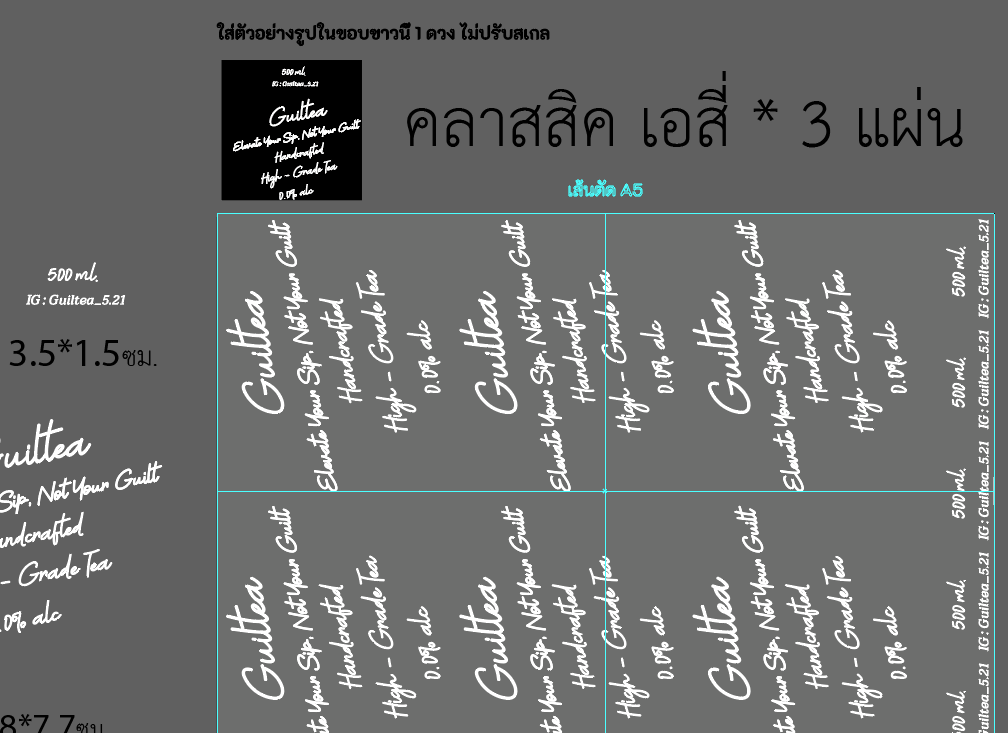 ใส่ตัวอย่างรูปในขอบขาวนี้ 1 ดวง ไม่ปรับสเกล
500 ml.
IG : Guiltea_5.21
Guiltea
Elevate Your Sip, Not Your Guilt
Handcrafted
High - Grade Tea
0.0% alc
คลาสสิค เอสี่ * 3 แผ่น
เส้นตัด A5
500 ml.
IG : Guiltea_5.21
3.5*1.5ซม.
uiltea
Sip, Not Your Guilt
andcrafted
- Grade Tea
.0% alc
8*7.7ซม
Guiltea
Elevate Your Sip, Not Your Guilt
Handcrafted
High - Grade Tea
0.0% alc
Guiltea
Elevate Your Sip, Not Your Guilt
Handcrafted
High - Grade Tea
0.0% alc
Guiltea
Elevate Your Sip, Not Your Guilt
Handcrafted
High - Grade Tea
0.0% alc
500 ml.
IG : Guiltea_5.21
500 ml.
IG : Guiltea_5.21
500 ml.
IG : Guiltea_5.21
Guiltea
te Your Sip, Not Your Guilt
Handcrafted
High - Grade Tea
0.0% alc
Guiltea
te Your Sip, Not Your Guilt
Handcrafted
High - Grade Tea
0.0% alc
Guiltea
te Your Sip, Not Your Guilt
Handcrafted
High - Grade Tea
0.0% alc
500 ml.
IG : Guiltea_5.21
00 ml.
uiltea_5.21